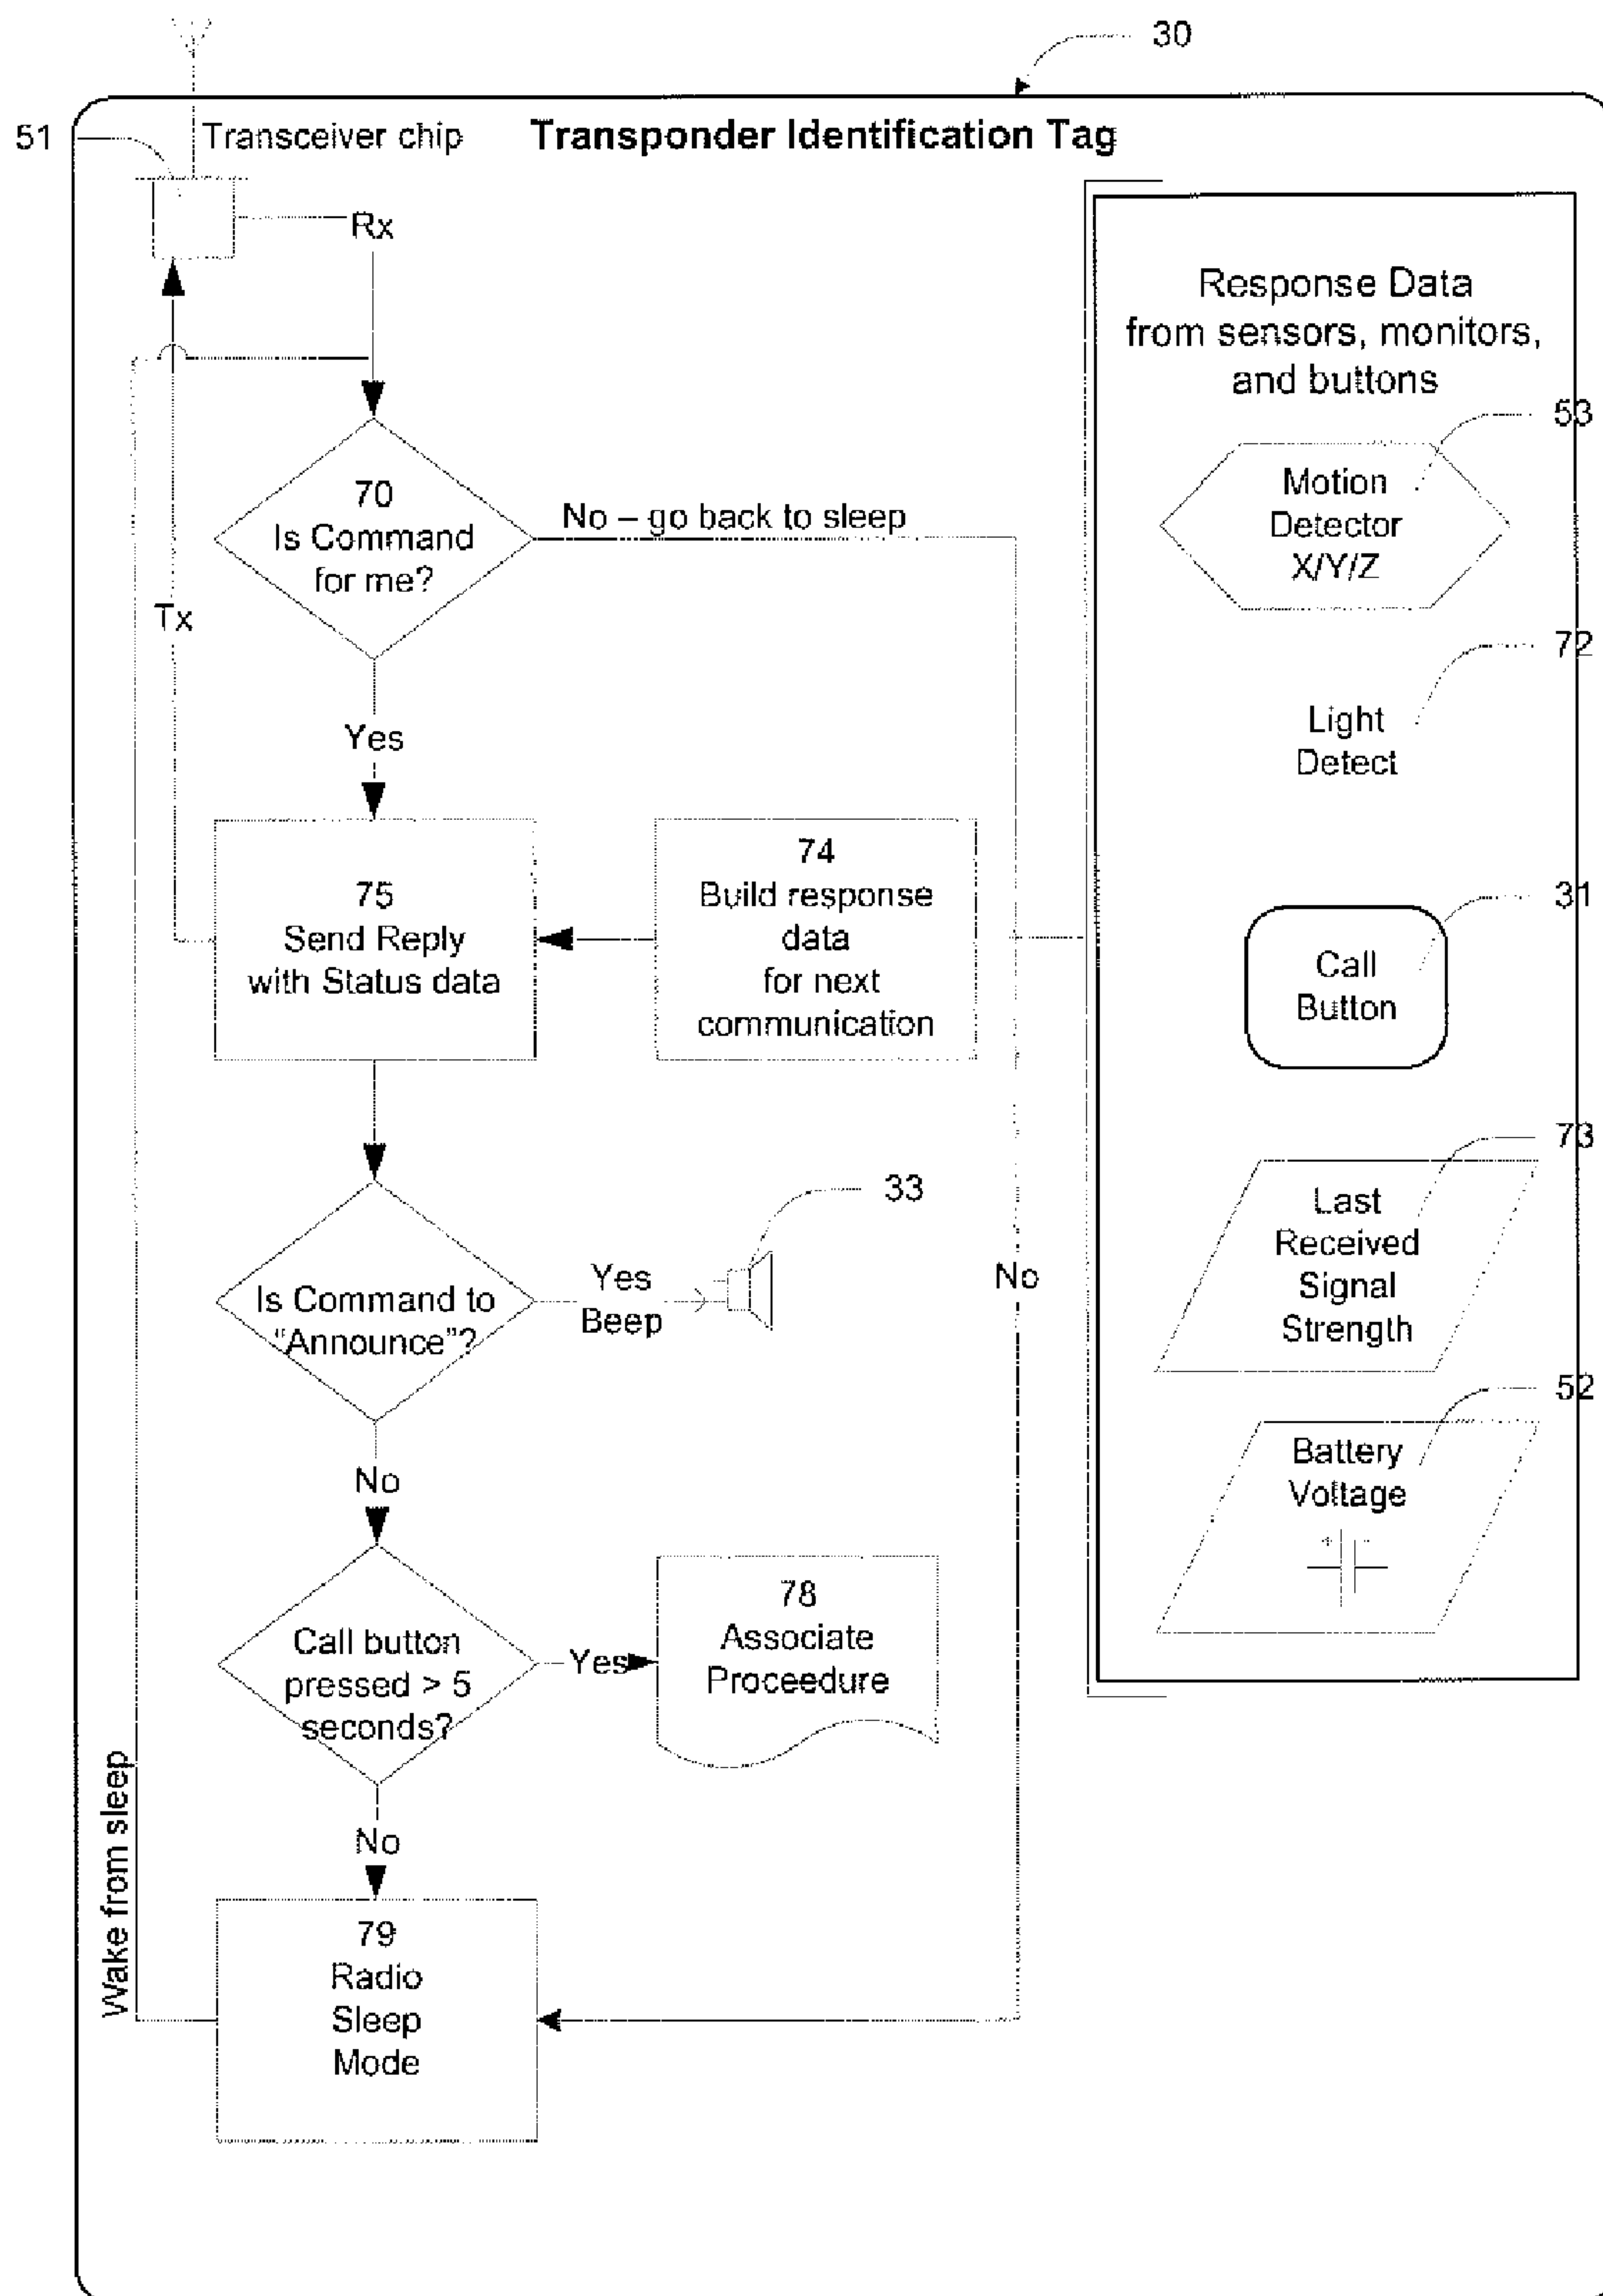 30
51
Transceiver chip
Transponder Identification Tag
Rx
Response Data
from sensors, monitors,
and buttons
53
Motion
Detector
X/Y/Z
70
Is Command
for me?
No – go back to sleep
Tx
72
Light
Detect
Yes
75
Send Reply
with Status data
74
Build response
data
for next
communication
31
Call
Button
73
Last
Received
Signal
Strength
33
Is Command to
"Announce"?
Yes
Beep
No
52
Battery
Voltage
+ -
No
Call button
pressed > 5
seconds?
Yes
78
Associate
Proceedure
No
Wake from sleep
79
Radio
Sleep
Mode